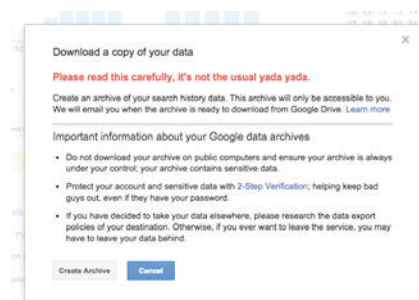 Download a copy of your data
Please read this carefully, it's not the usual yada yada.
Create an archive of your search history data. This archive will only be accessible to you.
We will email you when the archive is ready to download from Google Drive. Learn more
Important information about your Google data archives
• Do not download your archive on public computers and ensure your archive is always
under your control; your archive contains sensitive data.
• Protect your account and sensitive data with 2-Step Verification; helping keep bad
guys out, even if they have your password.
• If you have decided to take your data elsewhere, please research the data export
policies of your destination. Otherwise, if you ever want to leave the service, you may
have to leave your data behind.
Create Archive Cancel